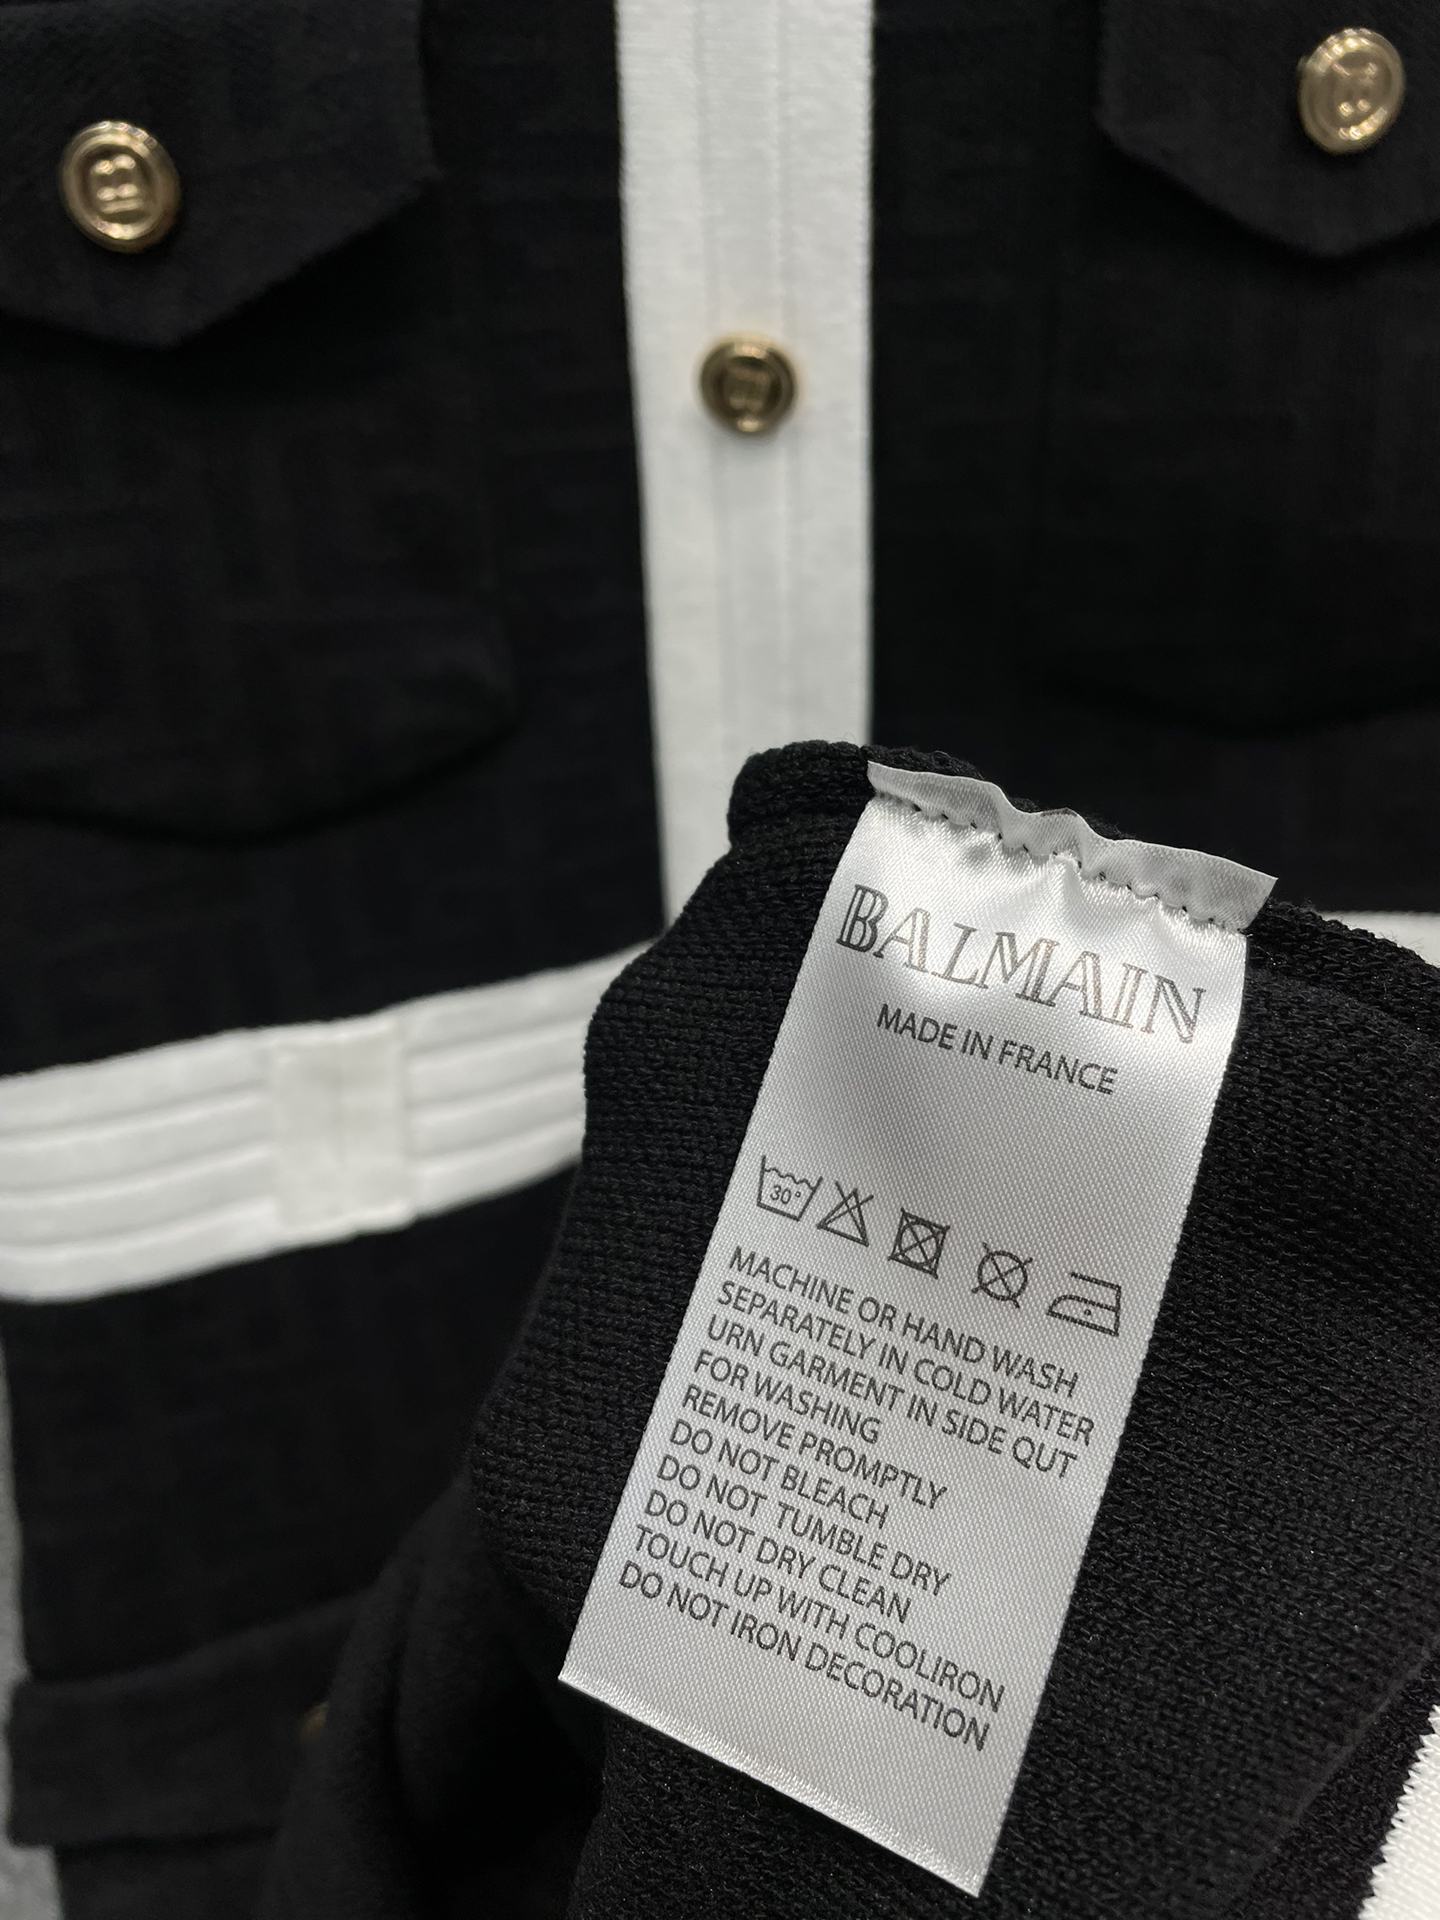 BALMAIN
MADE IN FRANCE
30°
MACHINE OR HAND WASH
SEPARATELY IN COLD WATER
URN GARMENT IN SIDE QUT
FOR WASHING
REMOVE PROMPTLY
DO NOT BLEACH
DO NOT TUMBLE DRY
DO NOT DRY CLEAN
TOUCH UP WITH COOLIRON
DO NOT IRON DECORATION